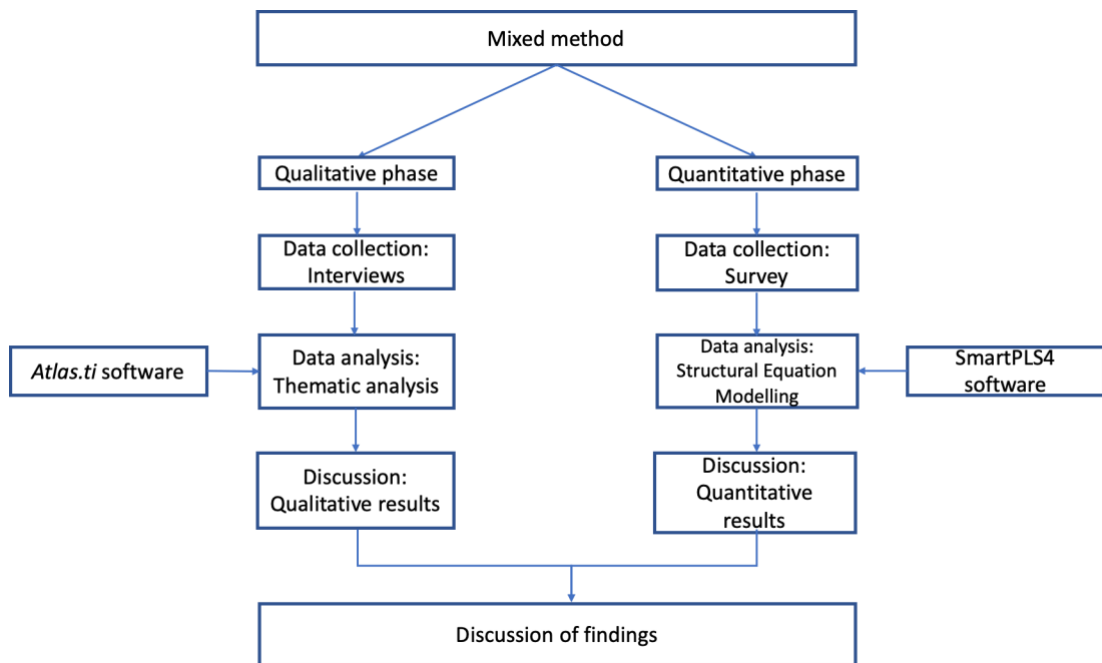 Mixed method
Qualitative phase
Quantitative phase
Data collection:
Interviews
Data collection:
Survey
Atlas.ti software
Data analysis:
Thematic analysis
Data analysis:
Structural Equation
Modelling
SmartPLS4
software
Discussion:
Qualitative results
Discussion:
Quantitative
results
Discussion of findings